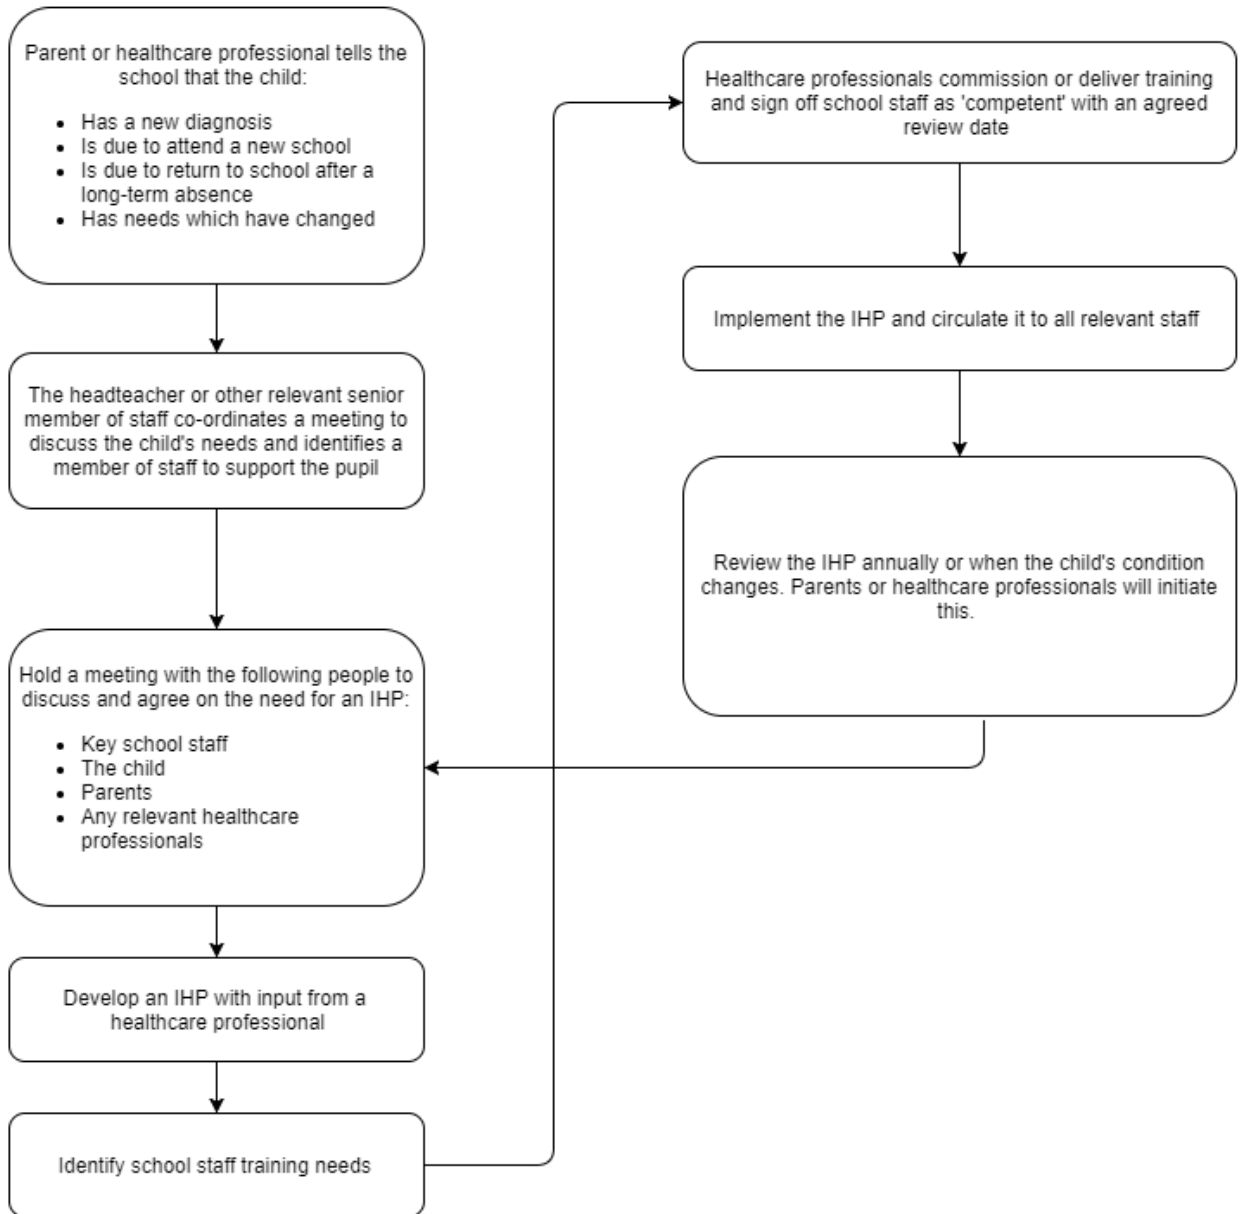 Parent or healthcare professional tells the
school that the child:
• Has a new diagnosis
• Is due to attend a new school
• Is due to return to school after a
long-term absence
• Has needs which have changed
The headteacher or other relevant senior
member of staff co-ordinates a meeting to
discuss the child's needs and identifies a
member of staff to support the pupil
Hold a meeting with the following people to
discuss and agree on the need for an IHP:
• Key school staff
• The child
• Parents
• Any relevant healthcare
professionals
Develop an IHP with input from a
healthcare professional
Identify school staff training needs
Healthcare professionals commission or deliver training
and sign off school staff as 'competent' with an agreed
review date
Implement the IHP and circulate it to all relevant staff
Review the IHP annually or when the child's condition
changes. Parents or healthcare professionals will initiate
this.